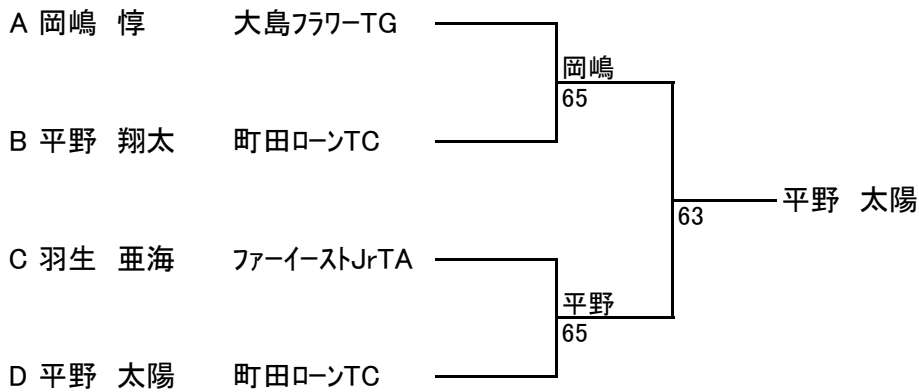 A 岡嶋　惇　大島フラワーTG
岡嶋
65
B 平野　翔太　町田ローンTC
平野　太陽
63
C 羽生　亜海　ファーイーストJrTA
平野
65
D 平野　太陽　町田ローンTC